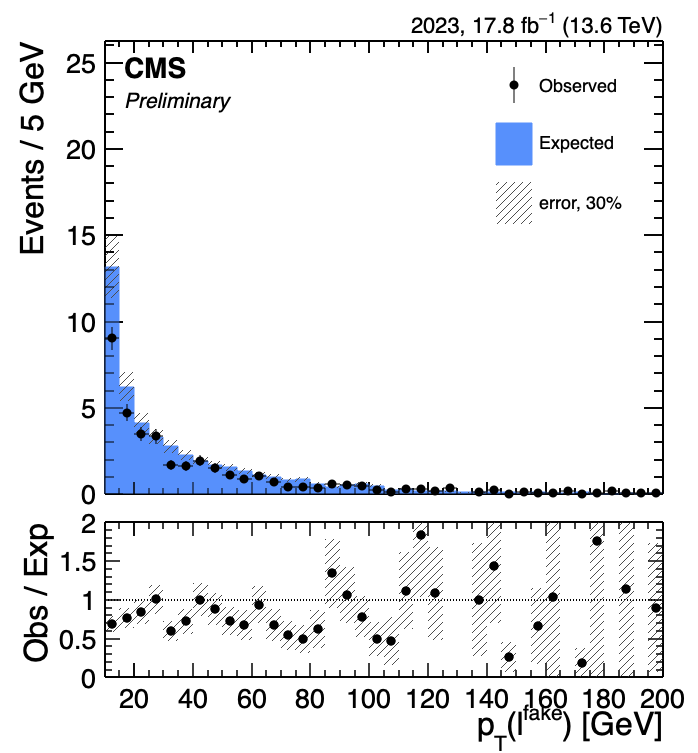 2023, 17.8 fb⁻¹ (13.6 TeV)
CMS
Preliminary
Observed
Expected
error, 30%
Events / 5 GeV
25
20
15
10
5
0
Obs / Exp
2
1.5
1
0.5
0
20 40 60 80 100 120 140 160 180 200
p_T(l^fake) [GeV]